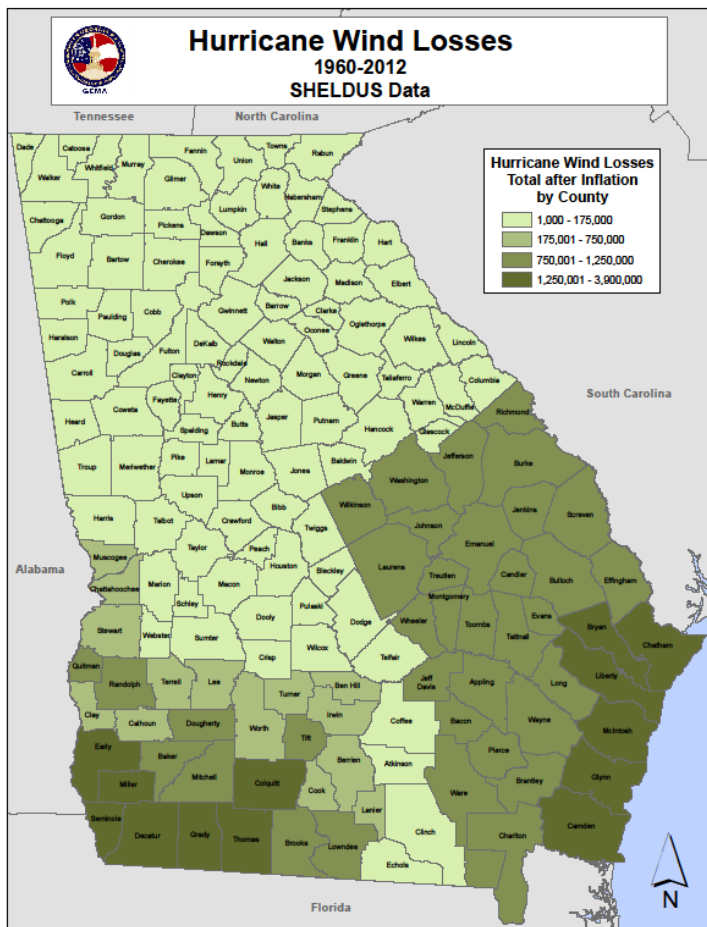 Hurricane Wind Losses
1960-2012
SHELDUS Data
GEMA
Tennessee
North Carolina
Hurricane Wind Losses
Total after Inflation
by County
1,000 - 175,000
175,001 - 750,000
750,001 - 1,250,000
1,250,001 - 3,900,000
Dade
Catoosa
Whitfield
Murray
Fannin
Union
Towns
Rabun
Walker
Gilmer
White
Habersham
Stephens
Chattooga
Gordon
Pickens
Lumpkin
Dawson
Hall
Banks
Franklin
Hart
Floyd
Bartow
Cherokee
Forsyth
Jackson
Madison
Elbert
Polk
Paulding
Cobb
Gwinnett
Barrow
Clarke
Oconee
Oglethorpe
Wilkes
Lincoln
Haralson
Douglas
Fulton
DeKalb
Rockdale
Walton
Carroll
Clayton
Henry
Newton
Morgan
Greene
Taliaferro
Columbia
McDuffie
Warren
South Carolina
Heard
Coweta
Fayette
Spalding
Butts
Jasper
Putnam
Hancock
Glascock
Richmond
Troup
Meriwether
Pike
Lamar
Monroe
Jones
Baldwin
Jefferson
Burke
Washington
Upson
Bibb
Wilkinson
Harris
Talbot
Crawford
Twiggs
Johnson
Jenkins
Screven
Alabama
Muscogee
Taylor
Peach
Houston
Bleckley
Laurens
Emanuel
Chattahoochee
Marion
Macon
Treutlen
Candler
Bulloch
Effingham
Schley
Pulaski
Dodge
Montgomery
Stewart
Webster
Sumter
Dooly
Wheeler
Toombs
Evans
Tattnall
Bryan
Chatham
Crisp
Wilcox
Telfair
Quitman
Randolph
Terrell
Lee
Turner
Ben Hill
Jeff
Davis
Appling
Long
Liberty
Clay
Calhoun
Dougherty
Worth
Irwin
Tift
Coffee
Bacon
Wayne
McIntosh
Early
Baker
Mitchell
Colquitt
Berrien
Atkinson
Pierce
Miller
Cook
Ware
Brantley
Glynn
Lanier
Seminole
Decatur
Grady
Thomas
Brooks
Lowndes
Clinch
Charlton
Camden
Echols
Florida
N